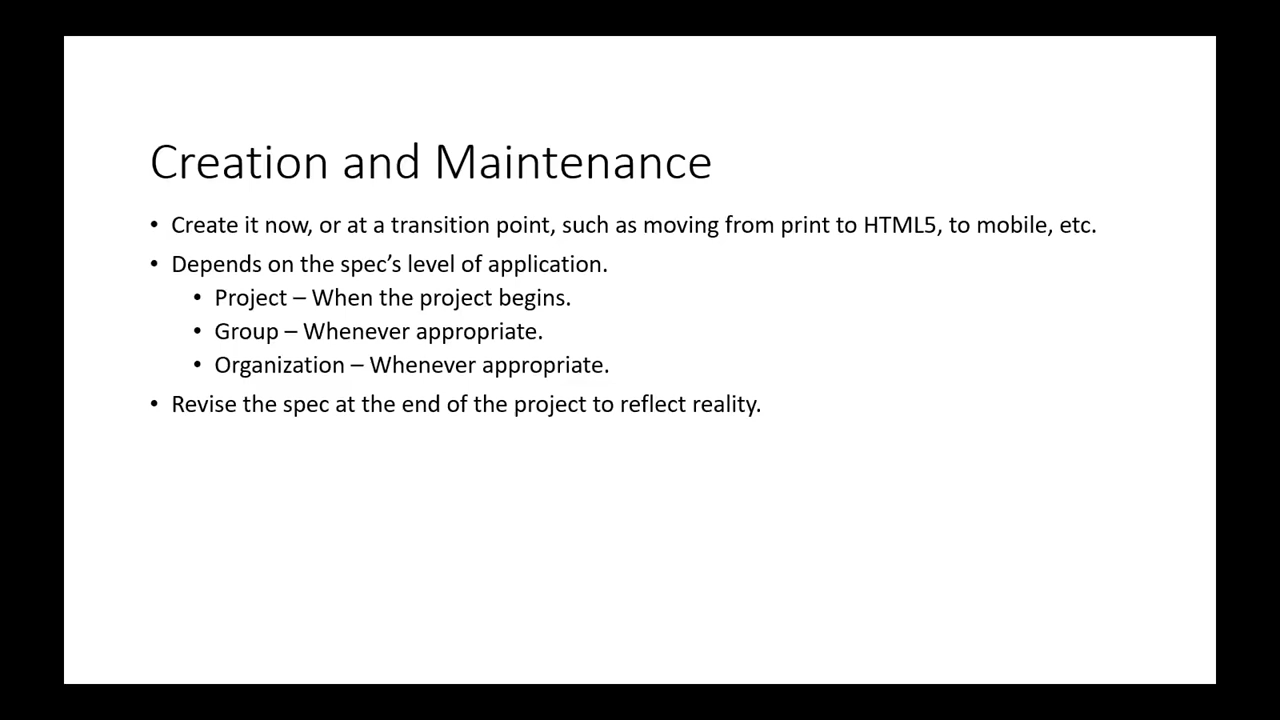 Creation and Maintenance
• Create it now, or at a transition point, such as moving from print to HTML5, to mobile, etc.
• Depends on the spec’s level of application.
• Project – When the project begins.
• Group – Whenever appropriate.
• Organization – Whenever appropriate.
• Revise the spec at the end of the project to reflect reality.